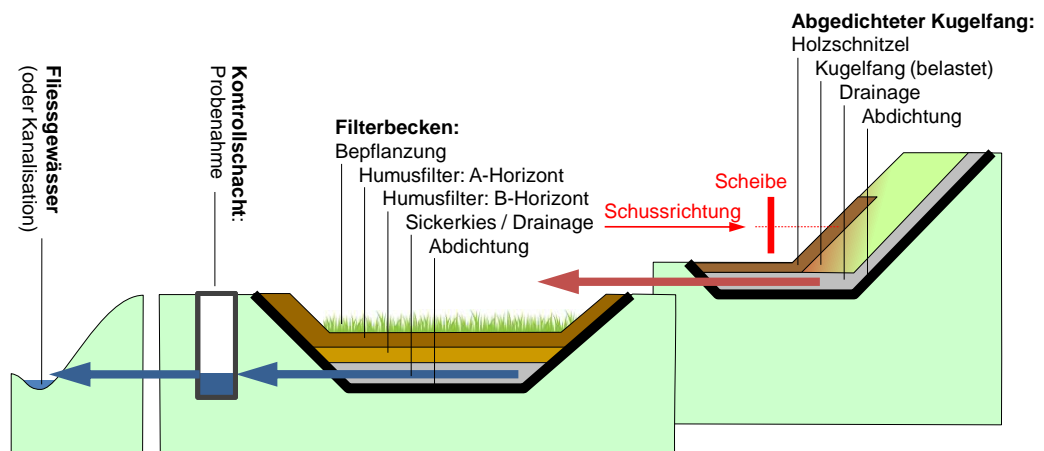 Fliessgewässer
(oder Kanalisation)
Kontrollschacht:
Probenahme
Filterbecken:
Bepflanzung
Humusfilter: A-Horizont
Humusfilter: B-Horizont
Sickerkies / Drainage
Abdichtung
Schussrichtung
Scheibe
Abgedichteter Kugelfang:
Holzschnitzel
Kugelfang (belastet)
Drainage
Abdichtung